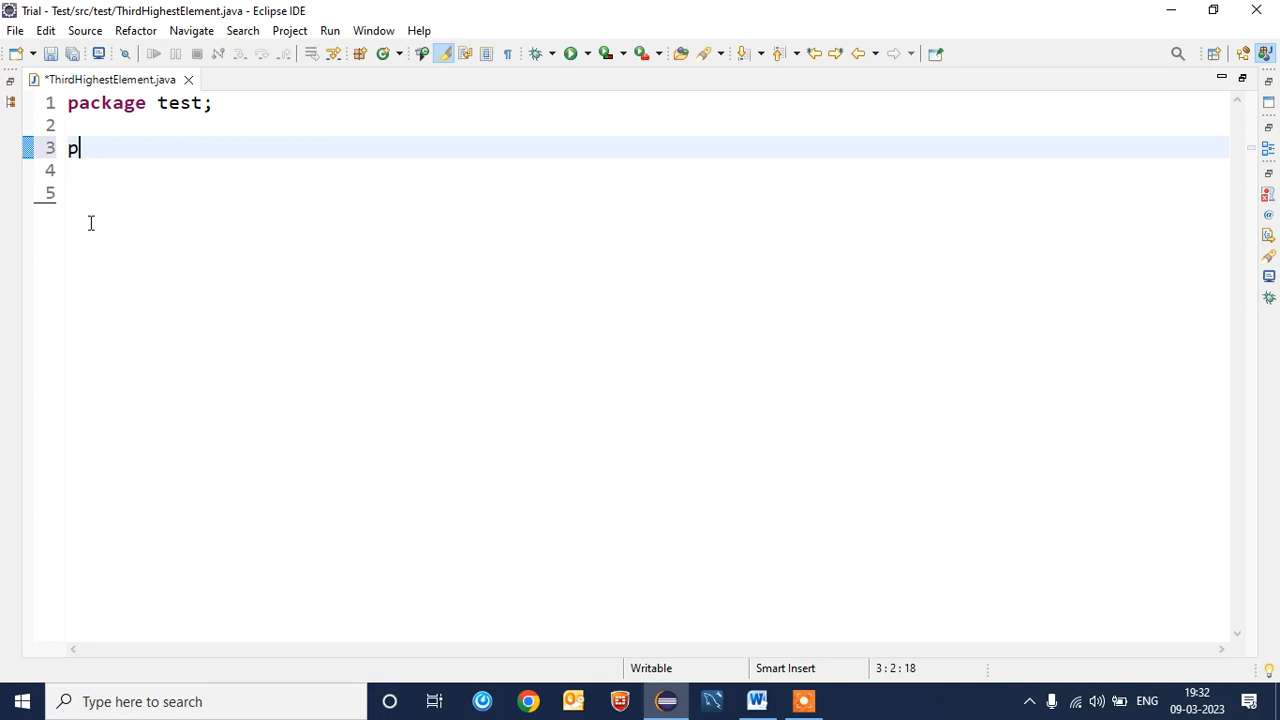 Trial - Test/src/test/ThirdHighestElement.java - Eclipse IDE
File Edit Source Refactor Navigate Search Project Run Window Help
*ThirdHighestElement.java
1 package test;
2
3 p
4
5
Writable Smart Insert 3 : 2 : 18
Type here to search
ENG
19:32
09-03-2023